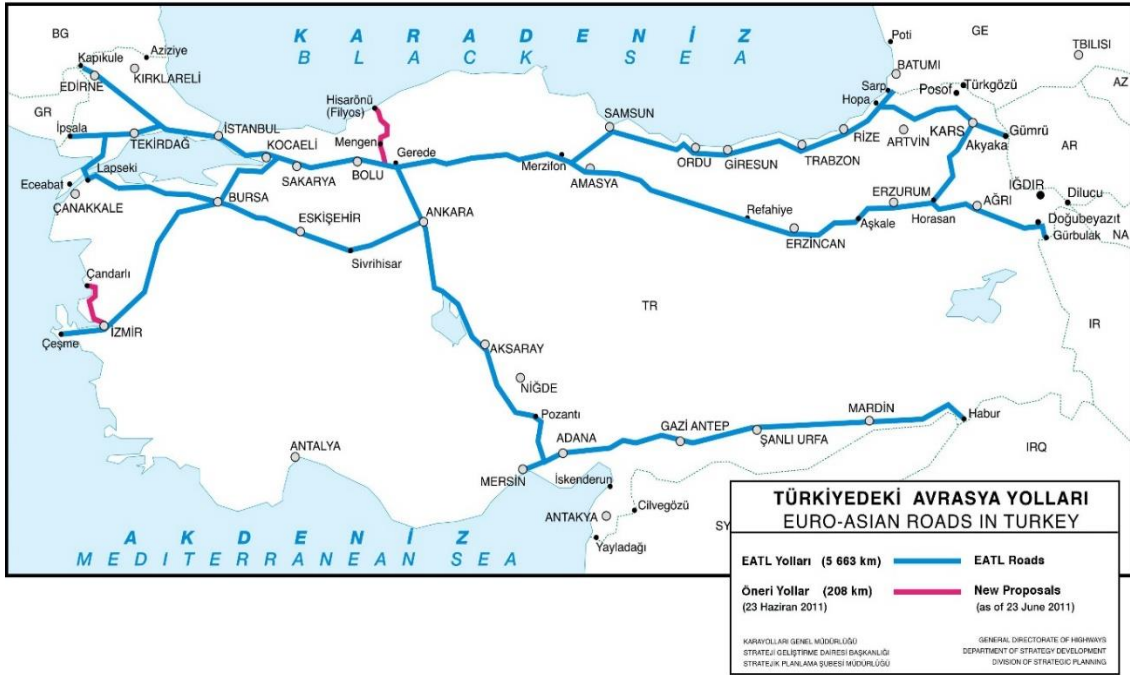 KARADENİZ
BLACK SEA
BG
Aziziye
Kapıkule
KIRKLARELİ
EDİRNE
GR
İpsala
TEKİRDAĞ
İSTANBUL
KOCAELİ
SAKARYA
Hisarönü
(Filyos)
Mengen
BOLU
Gerede
Merzifon
SAMSUN
AMASYA
ORDU
GİRESUN
TRABZON
RİZE
Hopa
Sarp
BATUMI
Poti
GE
TBILISI
AZ
Posof
Türkgözü
ARTVİN
KARS
Akyaka
Gümrü
AR
Lapseki
Eceabat
ÇANAKKALE
BURSA
ESKİŞEHİR
Sivrihisar
ANKARA
Refahiye
ERZİNCAN
Aşkale
ERZURUM
Horasan
AĞRI
IĞDIR
Dilucu
Doğubeyazıt
Gürbulak
NA
Çandarlı
İZMİR
Çeşme
TR
IR
AKSARAY
NİĞDE
Pozantı
ADANA
MERSİN
GAZİ ANTEP
ŞANLI URFA
MARDİN
Habur
IRQ
ANTALYA
İskenderun
ANTAKYA
Cilvegözü
Yayladağı
SY
AKDENİZ
MEDITERRANEAN SEA
TÜRKİYEDEKİ AVRASYA YOLLARI
EURO-ASIAN ROADS IN TURKEY
EATL Yolları (5 663 km) EATL Roads
Öneri Yollar (208 km) New Proposals
(23 Haziran 2011) (as of 23 June 2011)
KARAYOLLARI GENEL MÜDÜRLÜĞÜ GENERAL DIRECTORATE OF HIGHWAYS
STRATEJİ GELİŞTİRME DAİRESİ BAŞKANLIĞI DEPARTMENT OF STRATEGY DEVELOPMENT
STRATEJİK PLANLAMA ŞUBESİ MÜDÜRLÜĞÜ DIVISION OF STRATEGIC PLANNING